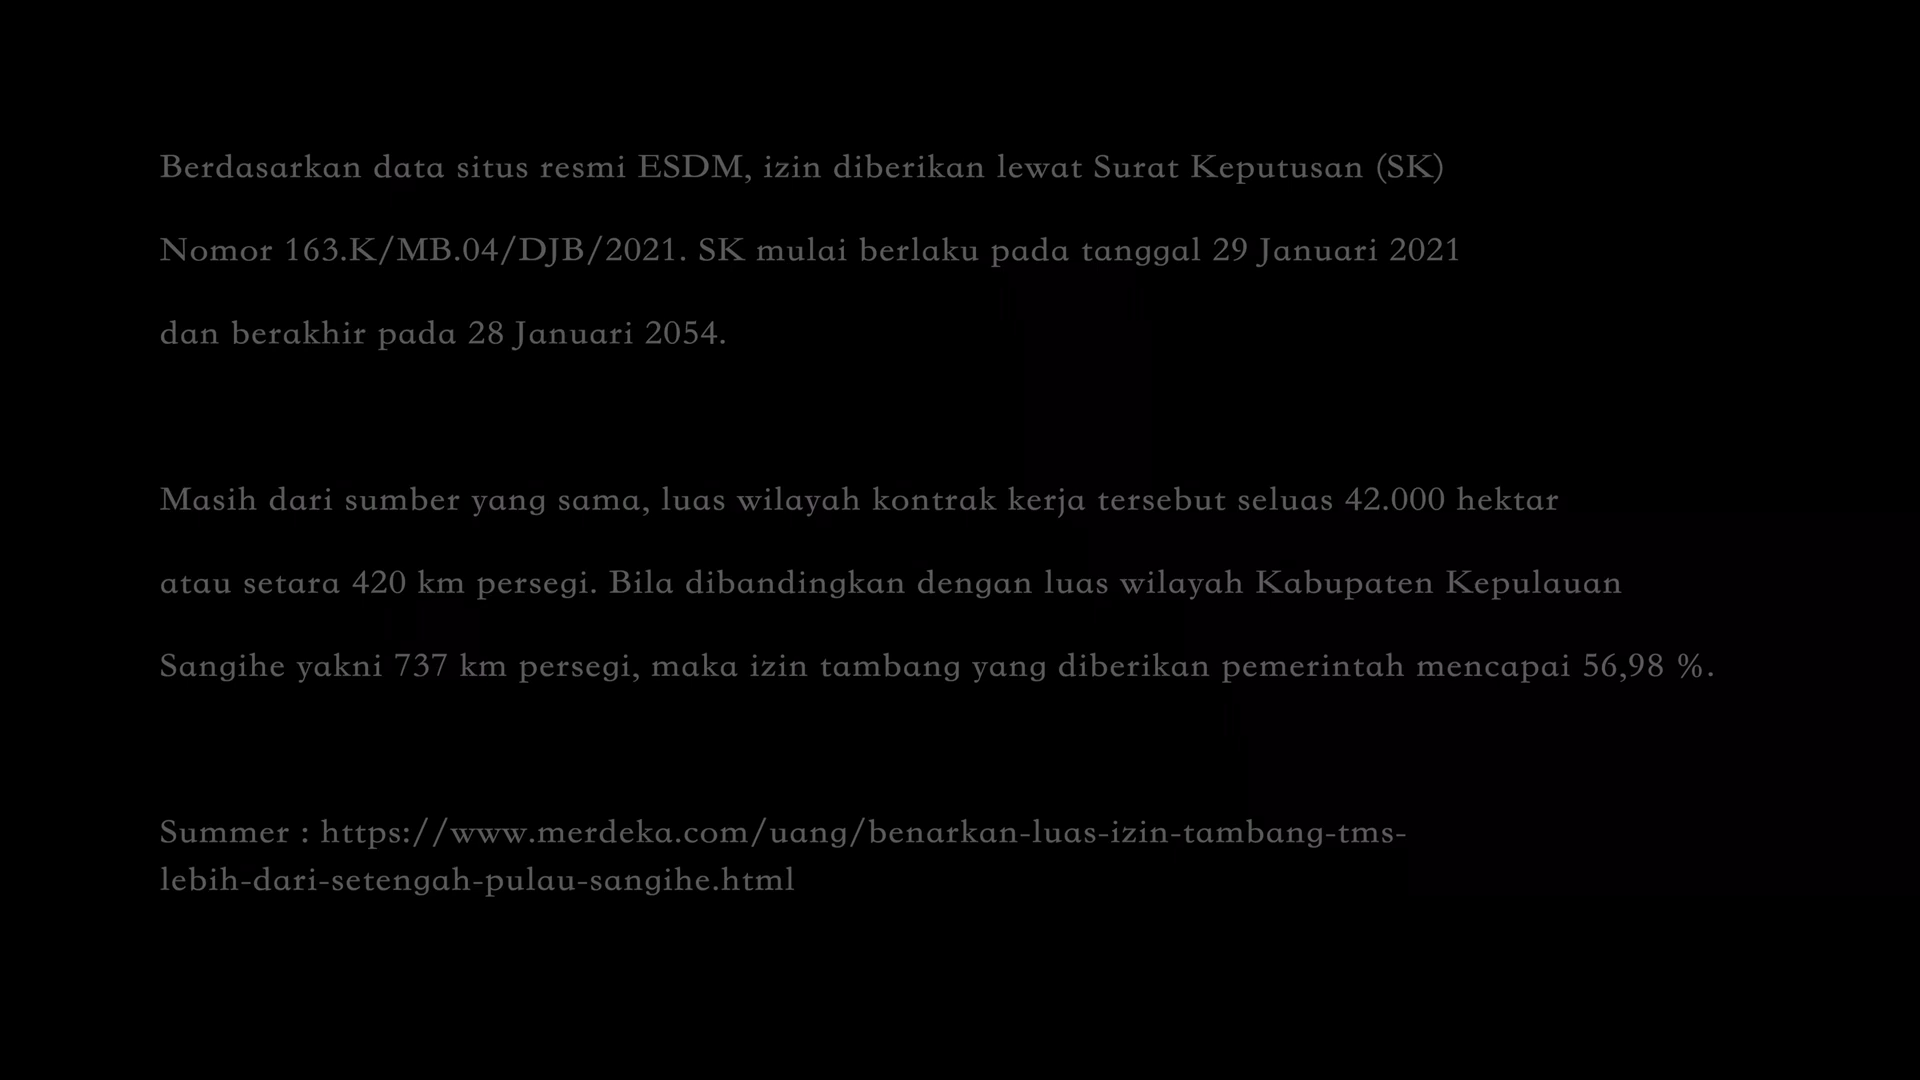 Berdasarkan data situs resmi ESDM, izin diberikan lewat Surat Keputusan (SK)
Nomor 163.K/MB.04/DJB/2021. SK mulai berlaku pada tanggal 29 Januari 2021
dan berakhir pada 28 Januari 2054.
Masih dari sumber yang sama, luas wilayah kontrak kerja tersebut seluas 42.000 hektar
atau setara 420 km persegi. Bila dibandingkan dengan luas wilayah Kabupaten Kepulauan
Sangihe yakni 737 km persegi, maka izin tambang yang diberikan pemerintah mencapai 56,98 %.
Summer : https://www.merdeka.com/uang/benarkan-luas-izin-tambang-tms-
lebih-dari-setengah-pulau-sangihe.html